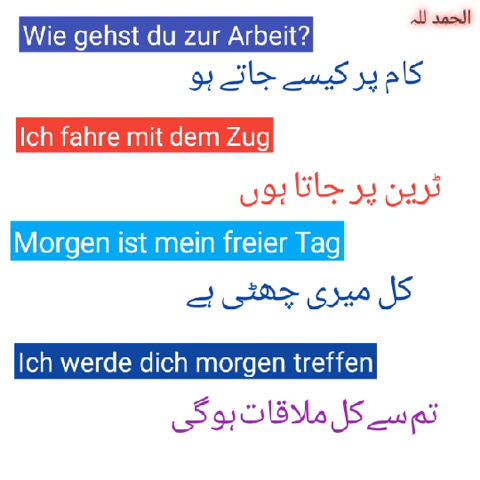 الحمد للہ
Wie gehst du zur Arbeit?
کام پر کیسے جاتے ہو
Ich fahre mit dem Zug
ٹرین پر جاتا ہوں
Morgen ist mein freier Tag
کل میری چھٹی ہے
Ich werde dich morgen treffen
تم سے کل ملاقات ہوگی